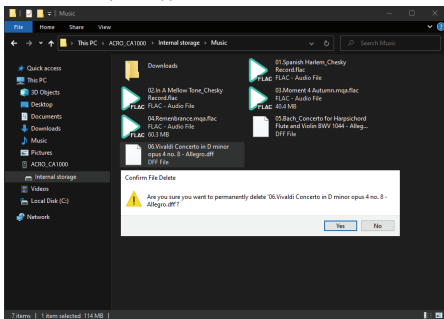 Music
File Home Share View
This PC › ACRO_CA1000 › Internal storage › Music
Search Music
Quick access
This PC
3D Objects
Desktop
Documents
Downloads
Music
Pictures
ACRO_CA1000
Internal storage
Videos
Local Disk (C:)
Network
Downloads
01.Spanish Harlem_Chesky
Record.flac
FLAC - Audio File
FLAC
02.In A Mellow Tone_Chesky
Record.flac
FLAC - Audio File
FLAC
03.Moment 4 Autumn.mqa.flac
FLAC - Audio File
40.4 MB
FLAC
04.Remenbrance.mqa.flac
FLAC - Audio File
60.3 MB
FLAC
05.Bach_Concerto for Harpsichord
Flute and Violin BWV 1044 - Alleg...
DFF File
06.Vivaldi Concerto in D minor
opus 4 no. 8 - Allegro.dff
DFF File
Confirm File Delete
Are you sure you want to permanently delete '06.Vivaldi Concerto in D minor opus 4 no. 8 -
Allegro.dff'?
Yes No
7 items 1 item selected 114 MB